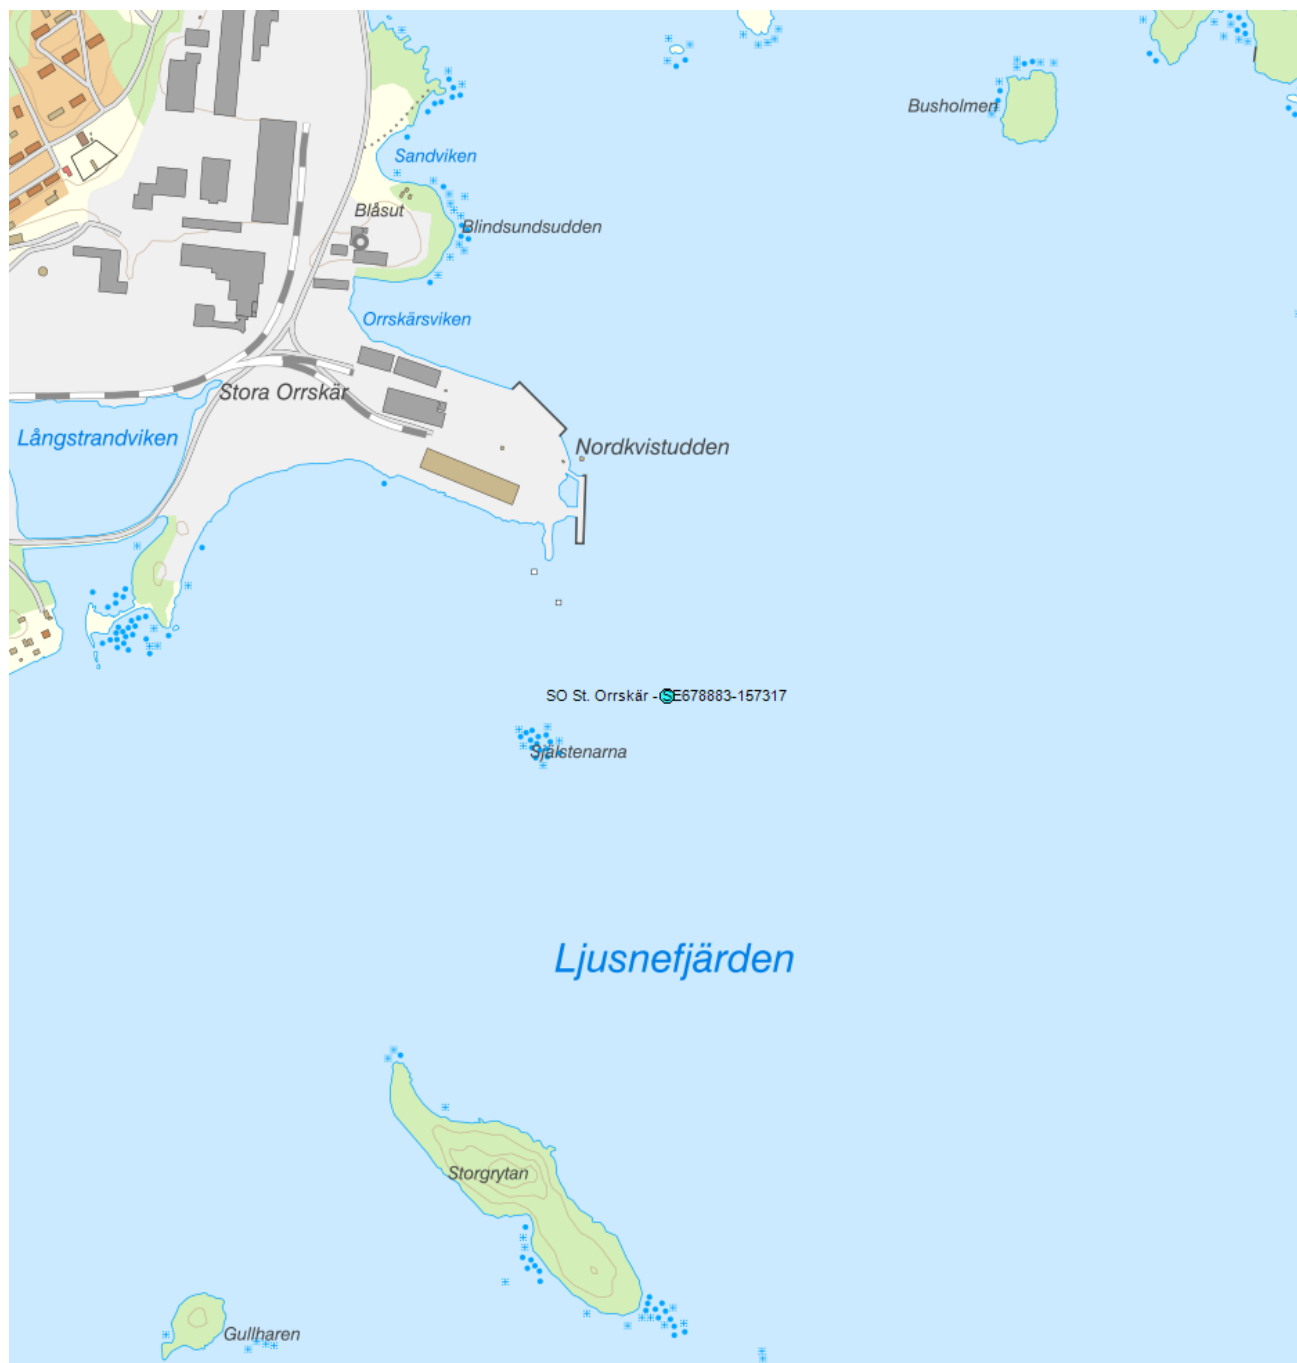 Busholmen
Sandviken
Blåsut
Blindsundsudden
Orrskärsviken
Stora Orrskär
Långstrandviken
Nordkvistudden
SO St. Orrskär - SE678883-157317
Själstenarna
Ljusnefjärden
Storgrytan
Gullharen